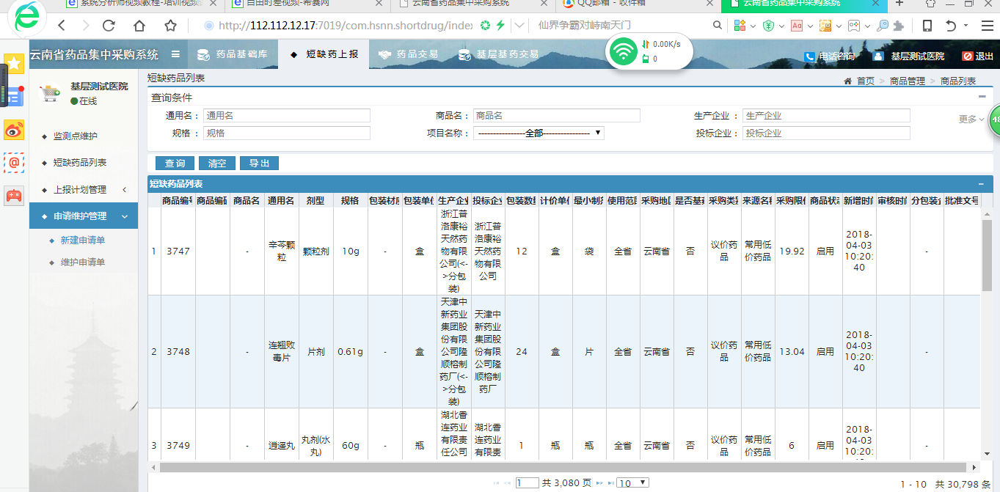 系统分析师视频教程-培训视频
自由时差视频-希赛网
云南省药品集中采购系统
QQ邮箱 - 收件箱
云南省药品集中采购系统
http://112.112.12.17:7019/com.hsnn.shortdrug/index
仙界争霸对峙南天门
云南省药品集中采购系统
药品基础库
短缺药上报
药品交易
基层基药交易
0.00K/s
0
电话咨询
基层测试医院
退出
基层测试医院
在线
监测点维护
短缺药品列表
上报计划管理
申请维护管理
新建申请单
维护申请单
短缺药品列表
首页 > 商品管理 > 商品列表
查询条件
通用名： 通用名 商品名： 商品名 生产企业 ： 生产企业
更多
48
规格 ： 规格 项目名称： ----------------全部---------------- 投标企业： 投标企业
查 询 清空 导 出
短缺药品列表
商品编号 商品编码 商品名 通用名 剂型 规格 包装材质 包装单位 生产企业 投标企业 包装数量 计价单位 最小制剂 使用范围 采购地区 是否基药 采购类别 来源名称 采购限价 商品状态 新增时间 审核时间 分包装企 批准文号
1 3747 - 辛芩颗粒 颗粒剂 10g - 盒 浙江普洛康裕天然药物有限公司(<->分包装) 浙江普洛康裕天然药物有限公司 12 盒 袋 全省 云南省 否 议价药品 常用低价药品 19.92 启用 2018-04-03 10:20:40 -
2 3748 - 连翘败毒片 片剂 0.61g - 盒 天津中新药业集团股份有限公司隆顺榕制药厂(<->分包装) 天津中新药业集团股份有限公司隆顺榕制药厂 24 盒 片 全省 云南省 否 议价药品 常用低价药品 13.04 启用 2018-04-03 10:20:40 -
3 3749 - 逍遥丸 丸剂(水丸) 60g - 瓶 湖北香连药业有限责任公司 湖北香连药业有限责 1 瓶 瓶 全省 云南省 否 议价药品 常用低价药品 6 启用 2018-04-03 10:20: -
1 共 3,080 页 10
1 - 10 共 30,798 条